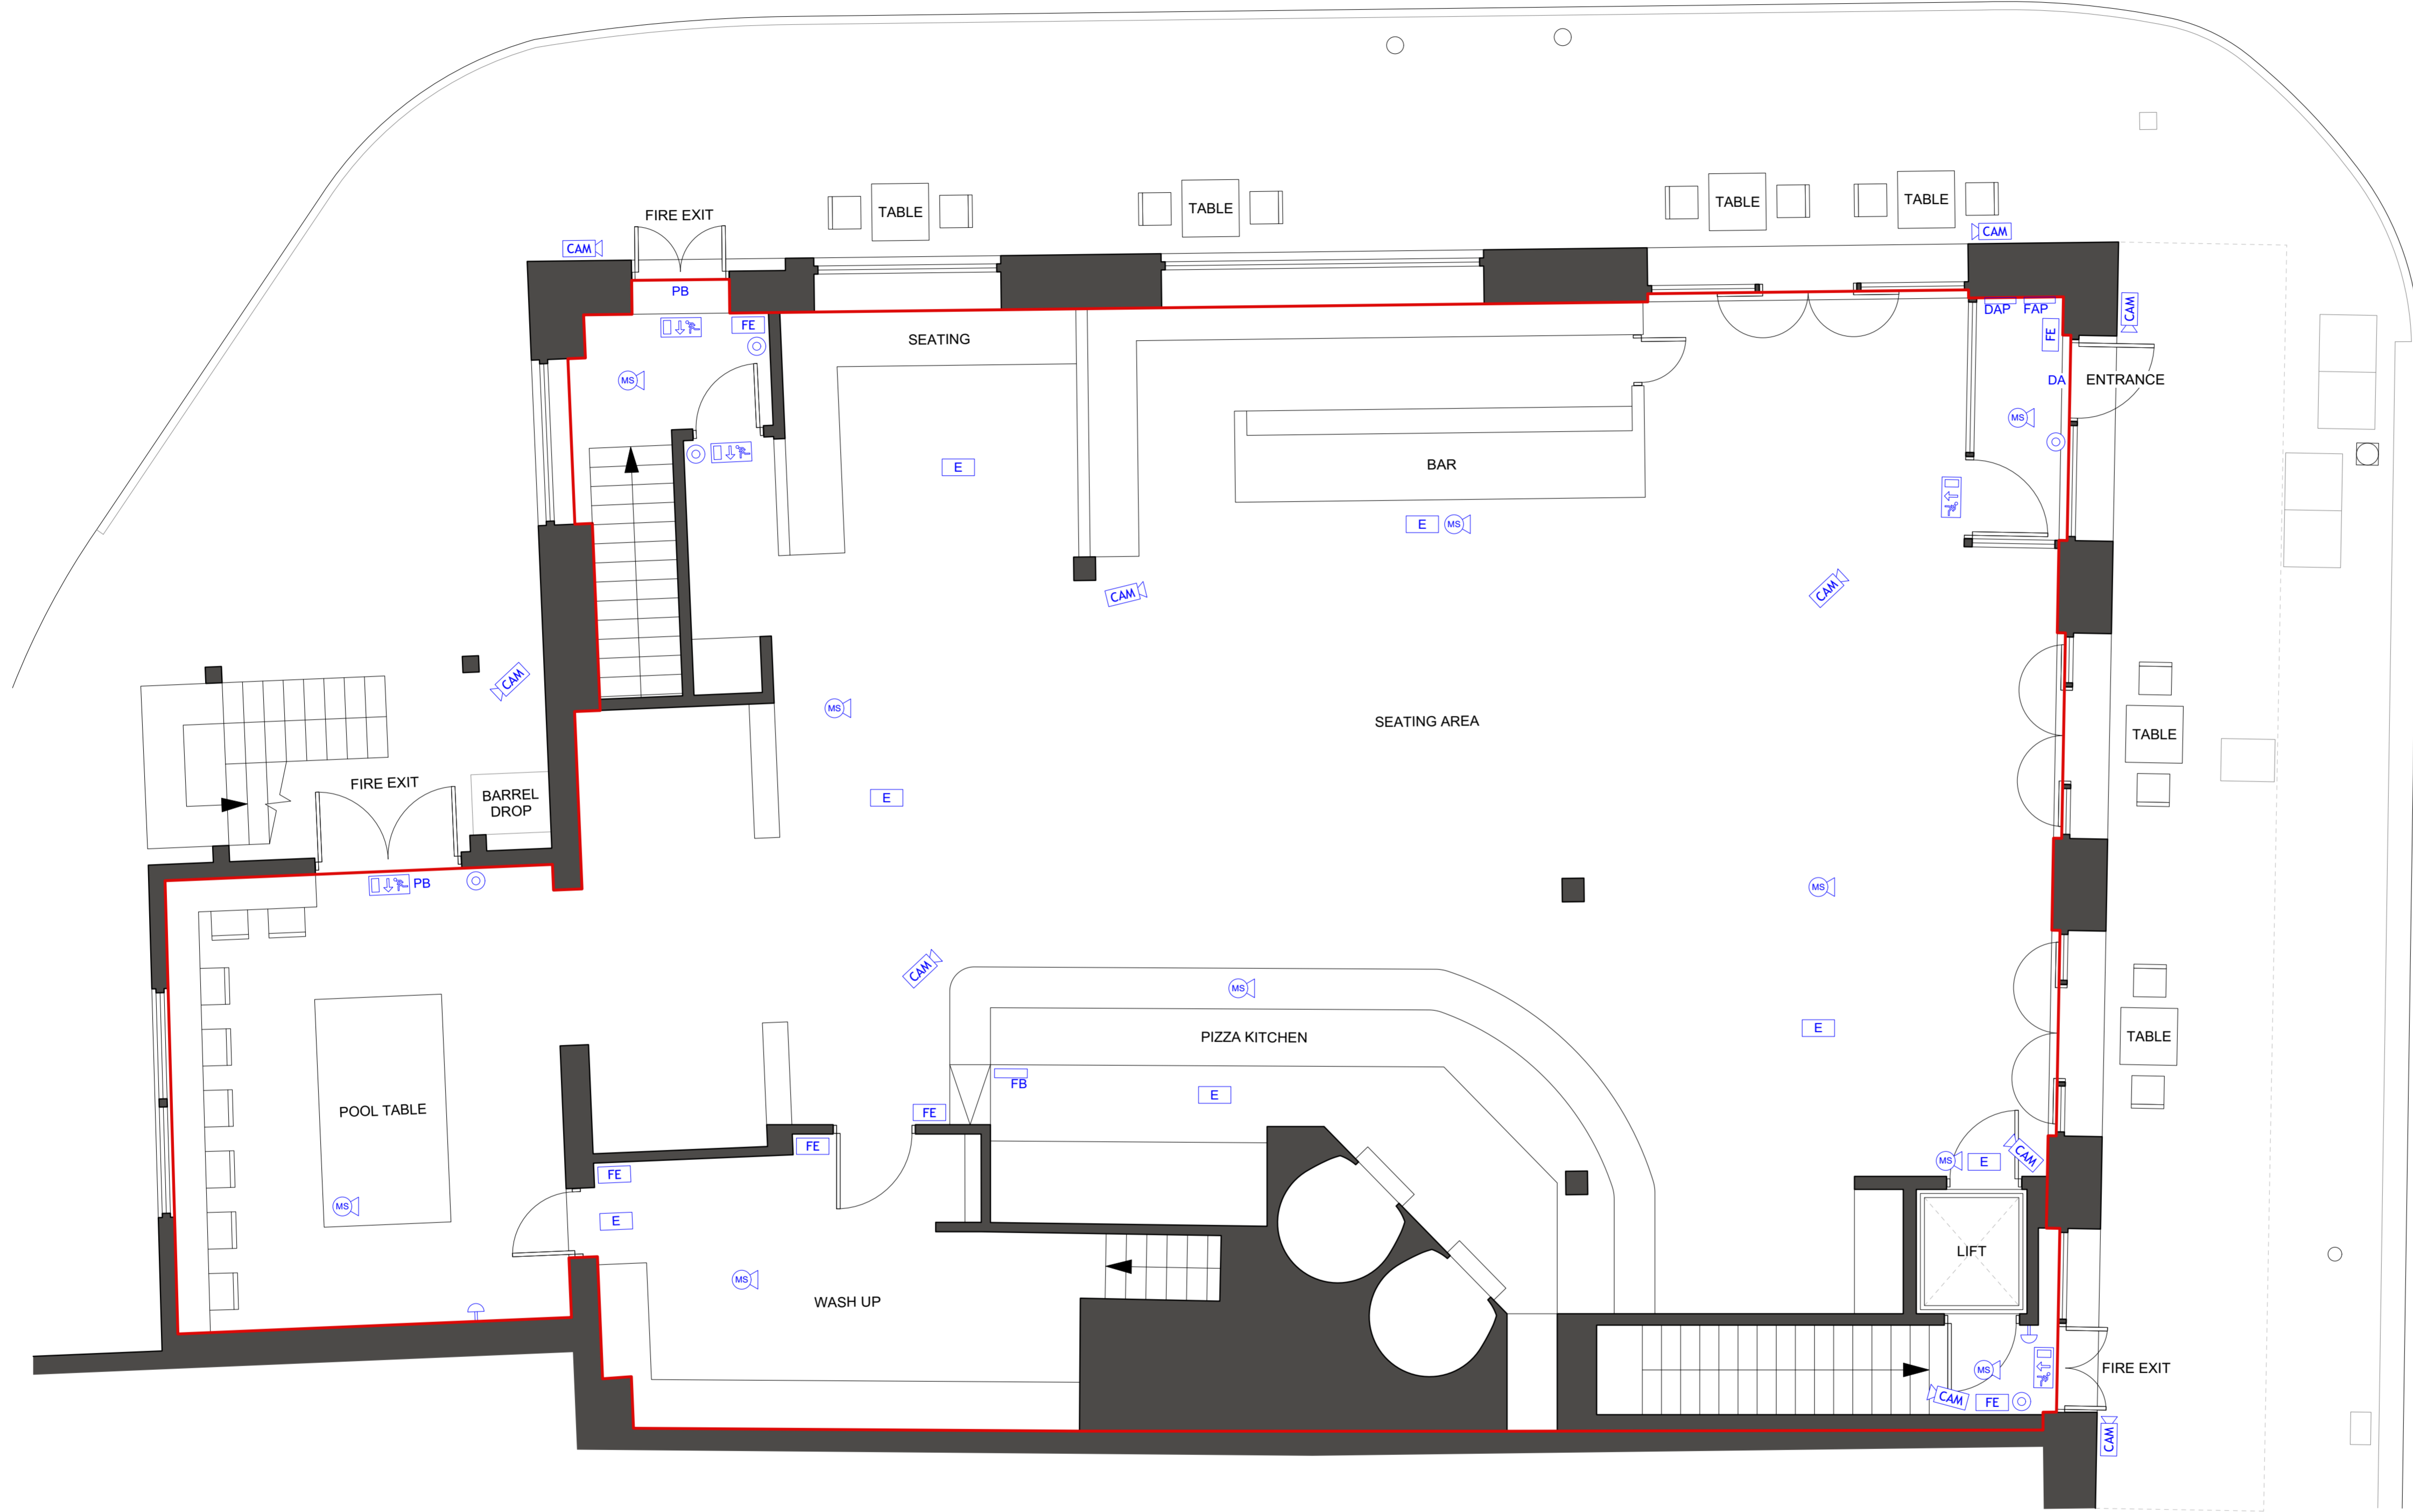 FIRE EXIT
TABLE
TABLE
TABLE
TABLE
CAM
CAM
PB
DAP
FAP
CAM
FE
FE
SEATING
MS
DA
ENTRANCE
MS
E
BAR
E
MS
CAM
CAM
CAM
MS
SEATING AREA
TABLE
FIRE EXIT
BARREL
DROP
E
PB
MS
CAM
MS
PIZZA KITCHEN
E
TABLE
FB
E
POOL TABLE
FE
FE
FE
MS
E
CAM
MS
E
LIFT
MS
WASH UP
FIRE EXIT
MS
CAM
FE
CAM